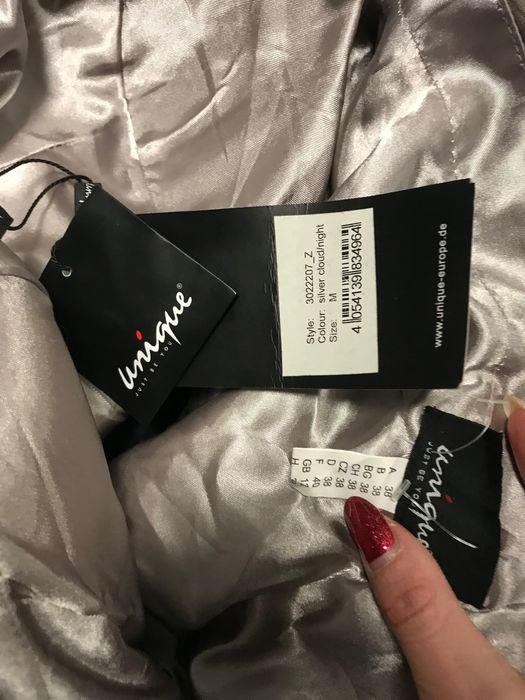 unique®
JUST BE YOU
Style: 3022207_Z
Colour: silver cloud/night
Size: M
4 054139 834964
www.unique-europe.de
unique
JUST BE YOU
A 38
B 38
BG 38
CH 38
CZ 38
D 38
F 40
GB
H